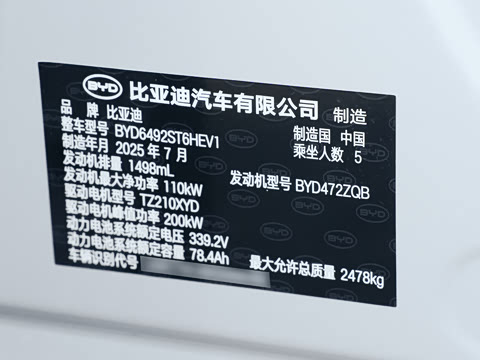 BYD 比亚迪汽车有限公司 制造
品 牌 比亚迪 制造国 中国
整车型号 BYD6492ST6HEV1 乘坐人数 5
制造年月 2025年7月
发动机排量 1498mL
发动机最大净功率 110kW 发动机型号 BYD472ZQB
驱动电机型号 TZ210XYD
驱动电机峰值功率 200kW
动力电池系统额定电压 339.2V
动力电池系统额定容量 78.4Ah 最大允许总质量 2478kg
车辆识别代号